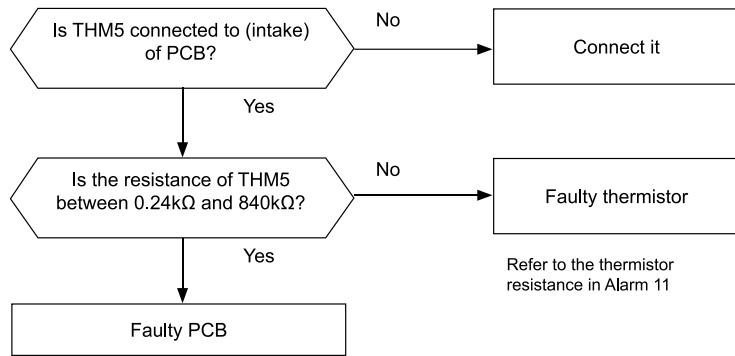 Is THM5 connected to (intake)
of PCB?
No
Connect it
Yes
Is the resistance of THM5
between 0.24kΩ and 840kΩ?
No
Faulty thermistor
Yes
Refer to the thermistor
resistance in Alarm 11
Faulty PCB